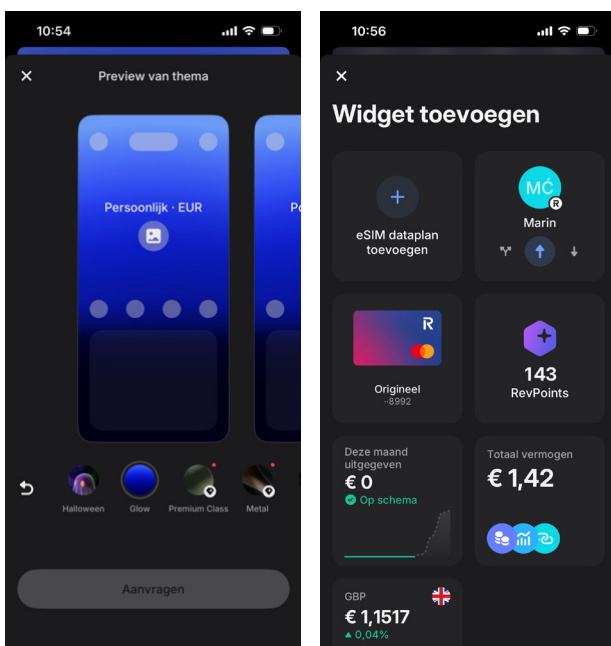 10:54
Preview van thema
Persoonlijk · EUR
Halloween
Glow
Premium Class
Metal
Aanvragen
10:56
Widget toevoegen
eSIM dataplan
toevoegen
MĆ
R
Marin
R
Origineel
··8992
143
RevPoints
Deze maand
uitgegeven
€ 0
Op schema
Totaal vermogen
€ 1,42
GBP
€ 1,1517
0,04%